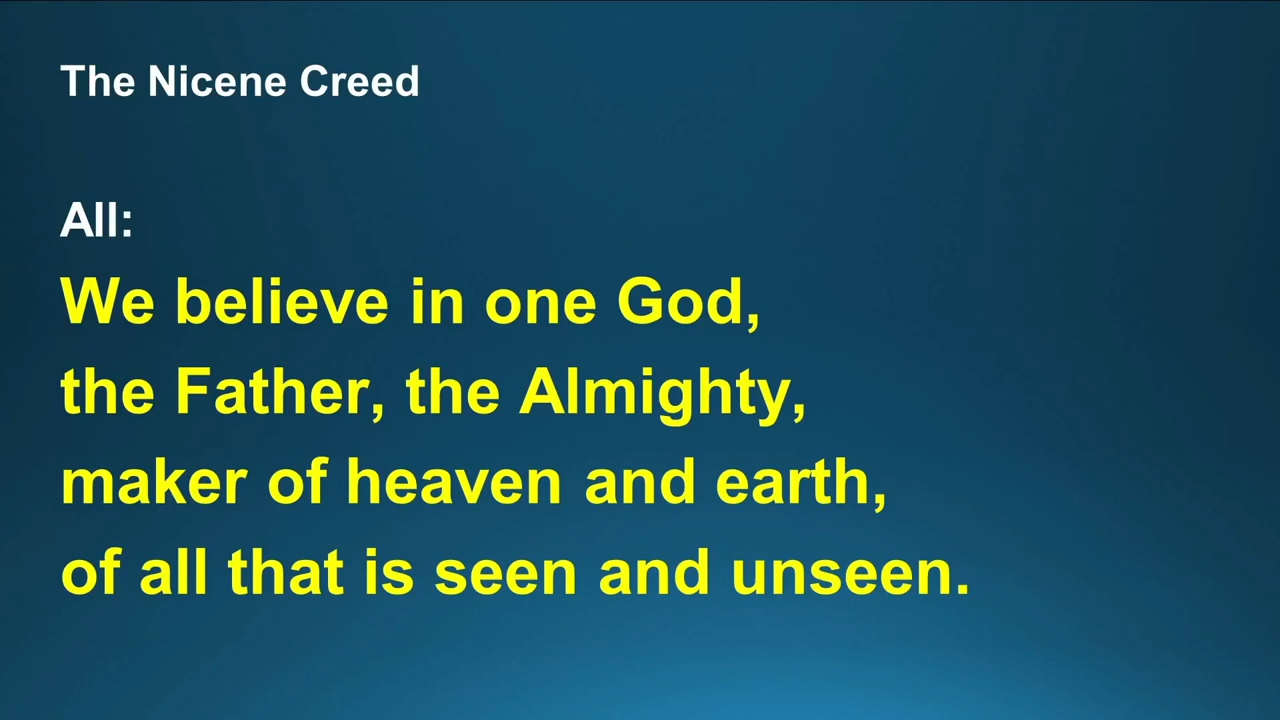 The Nicene Creed
All:
We believe in one God,
the Father, the Almighty,
maker of heaven and earth,
of all that is seen and unseen.